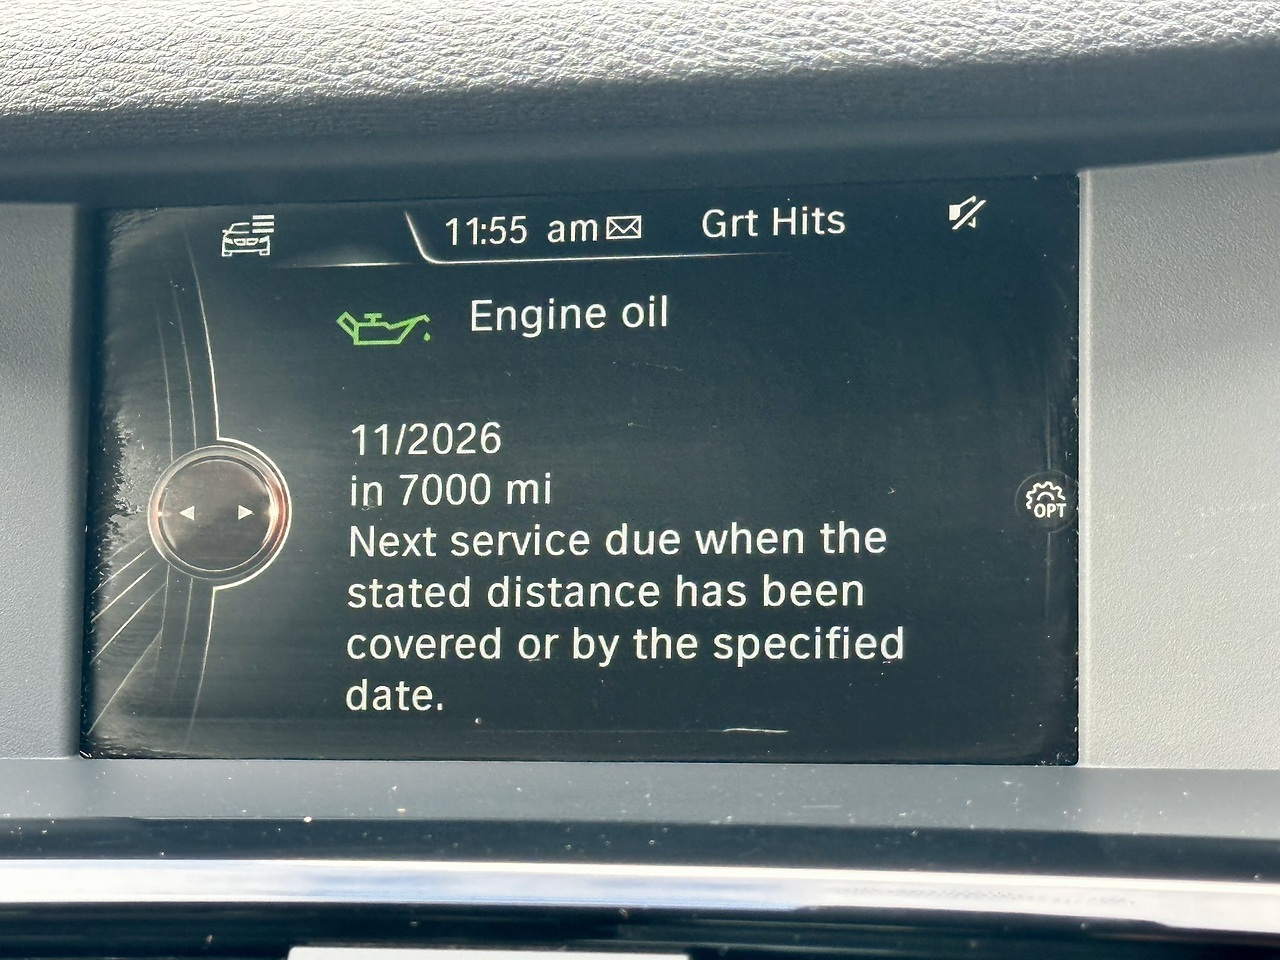 11:55 am Grt Hits
Engine oil
11/2026
in 7000 mi
Next service due when the
stated distance has been
covered or by the specified
date.
OPT